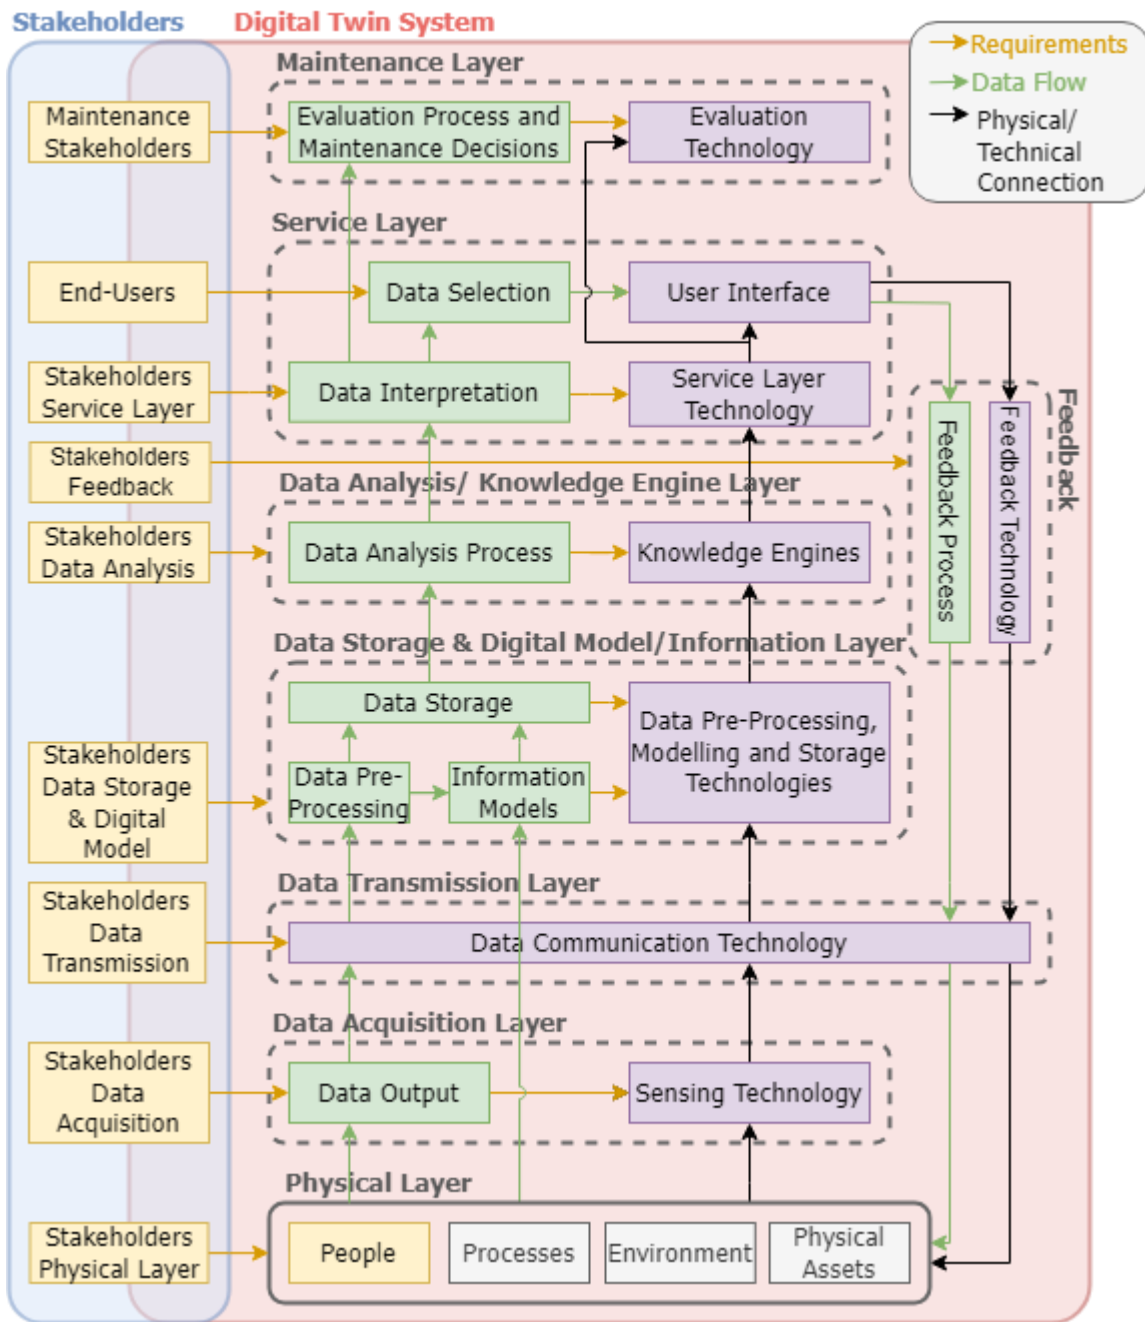 Stakeholders
Digital Twin System
Requirements
Data Flow
Physical/
Technical
Connection
Maintenance Layer
Maintenance
Stakeholders
Evaluation Process and
Maintenance Decisions
Evaluation
Technology
Service Layer
End-Users
Data Selection
User Interface
Stakeholders
Service Layer
Data Interpretation
Service Layer
Technology
Stakeholders
Feedback
Feedback Process
Feedback Technology
Feedback
Data Analysis/ Knowledge Engine Layer
Stakeholders
Data Analysis
Data Analysis Process
Knowledge Engines
Data Storage & Digital Model/Information Layer
Stakeholders
Data Storage
& Digital
Model
Data Storage
Data Pre-
Processing
Information
Models
Data Pre-Processing,
Modelling and Storage
Technologies
Data Transmission Layer
Stakeholders
Data
Transmission
Data Communication Technology
Data Acquisition Layer
Stakeholders
Data
Acquisition
Data Output
Sensing Technology
Physical Layer
Stakeholders
Physical Layer
People
Processes
Environment
Physical
Assets